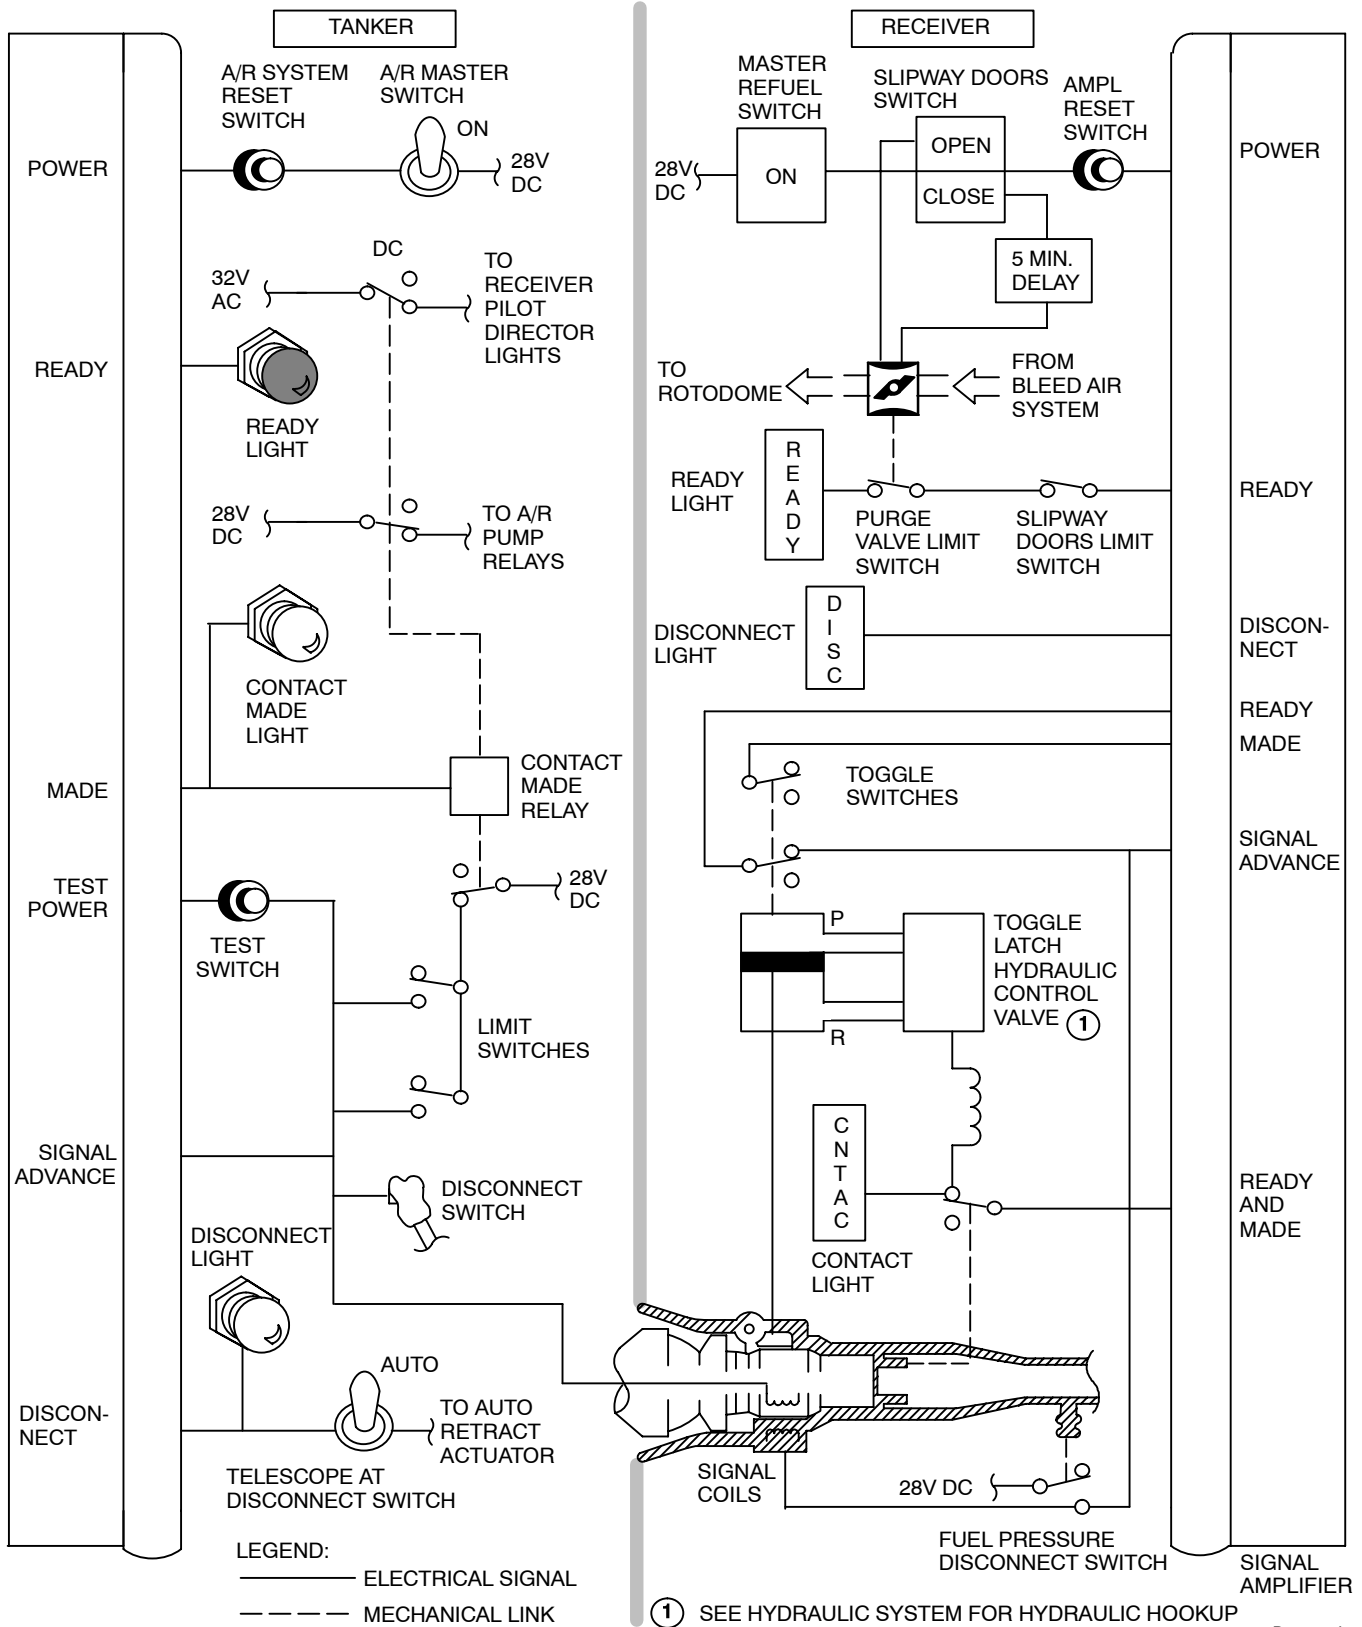 TANKER
A/R SYSTEM
RESET
SWITCH
A/R MASTER
SWITCH
ON
28V
DC
POWER
32V
AC
DC
TO
RECEIVER
PILOT
DIRECTOR
LIGHTS
READY
READY
LIGHT
28V
DC
TO A/R
PUMP
RELAYS
CONTACT
MADE
LIGHT
MADE
CONTACT
MADE
RELAY
TEST
POWER
TEST
SWITCH
28V
DC
LIMIT
SWITCHES
SIGNAL
ADVANCE
DISCONNECT
SWITCH
DISCONNECT
LIGHT
AUTO
DISCON-
NECT
TO AUTO
RETRACT
ACTUATOR
TELESCOPE AT
DISCONNECT SWITCH
LEGEND:
ELECTRICAL SIGNAL
MECHANICAL LINK
RECEIVER
MASTER
REFUEL
SWITCH
SLIPWAY DOORS
SWITCH
AMPL
RESET
SWITCH
28V
DC
ON
OPEN
CLOSE
POWER
5 MIN.
DELAY
TO
ROTODOME
FROM
BLEED AIR
SYSTEM
READY
LIGHT
R
E
A
D
Y
PURGE
VALVE LIMIT
SWITCH
SLIPWAY
DOORS LIMIT
SWITCH
READY
DISCONNECT
LIGHT
D
I
S
C
DISCON-
NECT
READY
MADE
TOGGLE
SWITCHES
SIGNAL
ADVANCE
P
R
TOGGLE
LATCH
HYDRAULIC
CONTROL
VALVE 1
C
N
T
A
C
CONTACT
LIGHT
READY
AND
MADE
SIGNAL
COILS
28V DC
FUEL PRESSURE
DISCONNECT SWITCH
SIGNAL
AMPLIFIER
1 SEE HYDRAULIC SYSTEM FOR HYDRAULIC HOOKUP